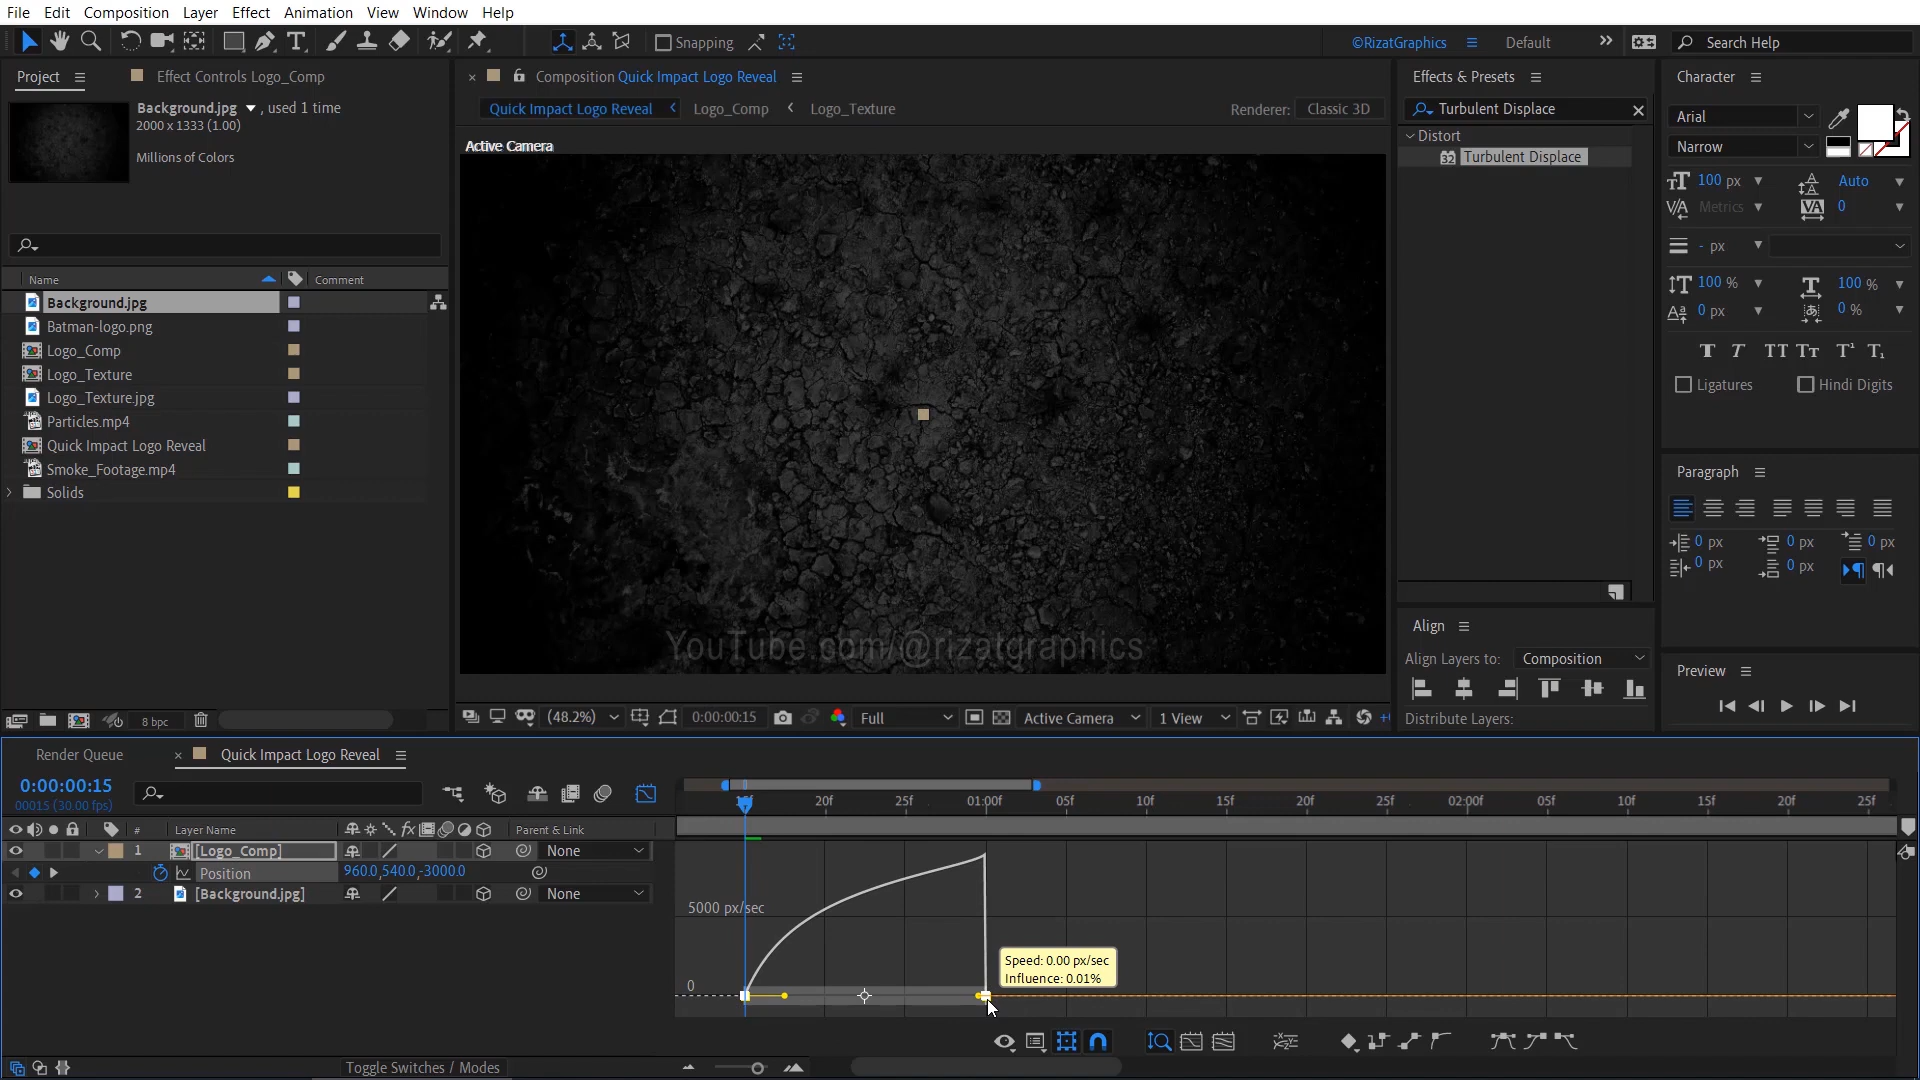 File Edit Composition Layer Effect Animation View Window Help
Snapping
©RizatGraphics Default Search Help
Project Effect Controls Logo_Comp
Background.jpg , used 1 time
2000 x 1333 (1.00)
Millions of Colors
Name Comment
Background.jpg
Batman-logo.png
Logo_Comp
Logo_Texture
Logo_Texture.jpg
Particles.mp4
Quick Impact Logo Reveal
Smoke_Footage.mp4
Solids
8 bpc
Composition Quick Impact Logo Reveal
Quick Impact Logo Reveal Logo_Comp Logo_Texture
Renderer: Classic 3D
Active Camera
YouTube.com/@rizatgraphics
(48.2%) 0:00:00:15 Full Active Camera 1 View
Effects & Presets
Turbulent Displace
Distort
32 Turbulent Displace
Align
Align Layers to: Composition
Distribute Layers:
Character
Arial
Narrow
100 px Auto
Metrics 0
- px
100 % 100 %
0 px 0 %
Ligatures Hindi Digits
Paragraph
0 px 0 px 0 px
0 px 0 px
Preview
Render Queue Quick Impact Logo Reveal
0:00:00:15
00015 (30.00 fps)
# Layer Name Parent & Link
1 [Logo_Comp] None
Position 960.0,540.0,-3000.0
2 [Background.jpg] None
20f 25f 01:00f 05f 10f 15f 20f 25f 02:00f 05f 10f 15f 20f 25f
5000 px/sec
0
Speed: 0.00 px/sec
Influence: 0.01%
Toggle Switches / Modes